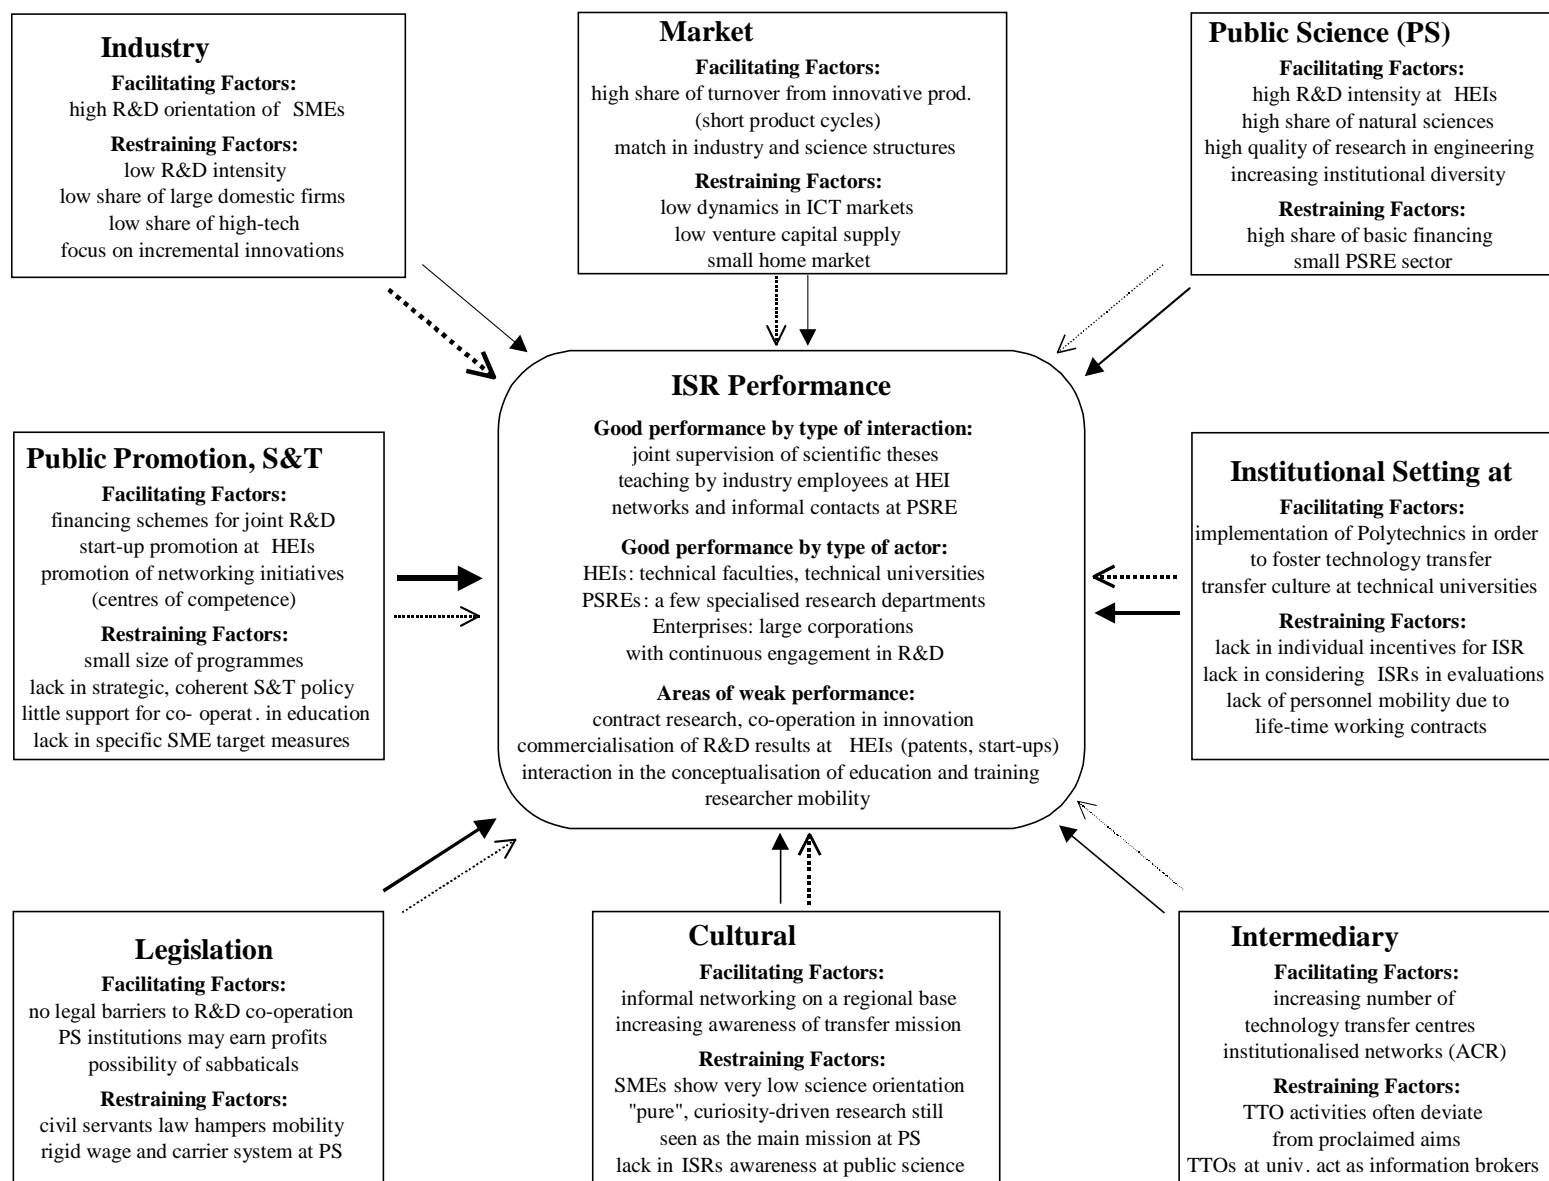 Industry
Facilitating Factors:
high R&D orientation of SMEs
Restraining Factors:
low R&D intensity
low share of large domestic firms
low share of high-tech
focus on incremental innovations
Market
Facilitating Factors:
high share of turnover from innovative prod.
(short product cycles)
match in industry and science structures
Restraining Factors:
low dynamics in ICT markets
low venture capital supply
small home market
Public Science (PS)
Facilitating Factors:
high R&D intensity at HEIs
high share of natural sciences
high quality of research in engineering
increasing institutional diversity
Restraining Factors:
high share of basic financing
small PSRE sector
Public Promotion, S&T
Facilitating Factors:
financing schemes for joint R&D
start-up promotion at HEIs
promotion of networking initiatives
(centres of competence)
Restraining Factors:
small size of programmes
lack in strategic, coherent S&T policy
little support for co- operat. in education
lack in specific SME target measures
ISR Performance
Good performance by type of interaction:
joint supervision of scientific theses
teaching by industry employees at HEI
networks and informal contacts at PSRE
Good performance by type of actor:
HEIs: technical faculties, technical universities
PSREs: a few specialised research departments
Enterprises: large corporations
with continuous engagement in R&D
Areas of weak performance:
contract research, co-operation in innovation
commercialisation of R&D results at HEIs (patents, start-ups)
interaction in the conceptualisation of education and training
researcher mobility
Institutional Setting at
Facilitating Factors:
implementation of Polytechnics in order
to foster technology transfer
transfer culture at technical universities
Restraining Factors:
lack in individual incentives for ISR
lack in considering ISRs in evaluations
lack of personnel mobility due to
life-time working contracts
Legislation
Facilitating Factors:
no legal barriers to R&D co-operation
PS institutions may earn profits
possibility of sabbaticals
Restraining Factors:
civil servants law hampers mobility
rigid wage and carrier system at PS
Cultural
Facilitating Factors:
informal networking on a regional base
increasing awareness of transfer mission
Restraining Factors:
SMEs show very low science orientation
"pure", curiosity-driven research still
seen as the main mission at PS
lack in ISRs awareness at public science
Intermediary
Facilitating Factors:
increasing number of
technology transfer centres
institutionalised networks (ACR)
Restraining Factors:
TTO activities often deviate
from proclaimed aims
TTOs at univ. act as information brokers